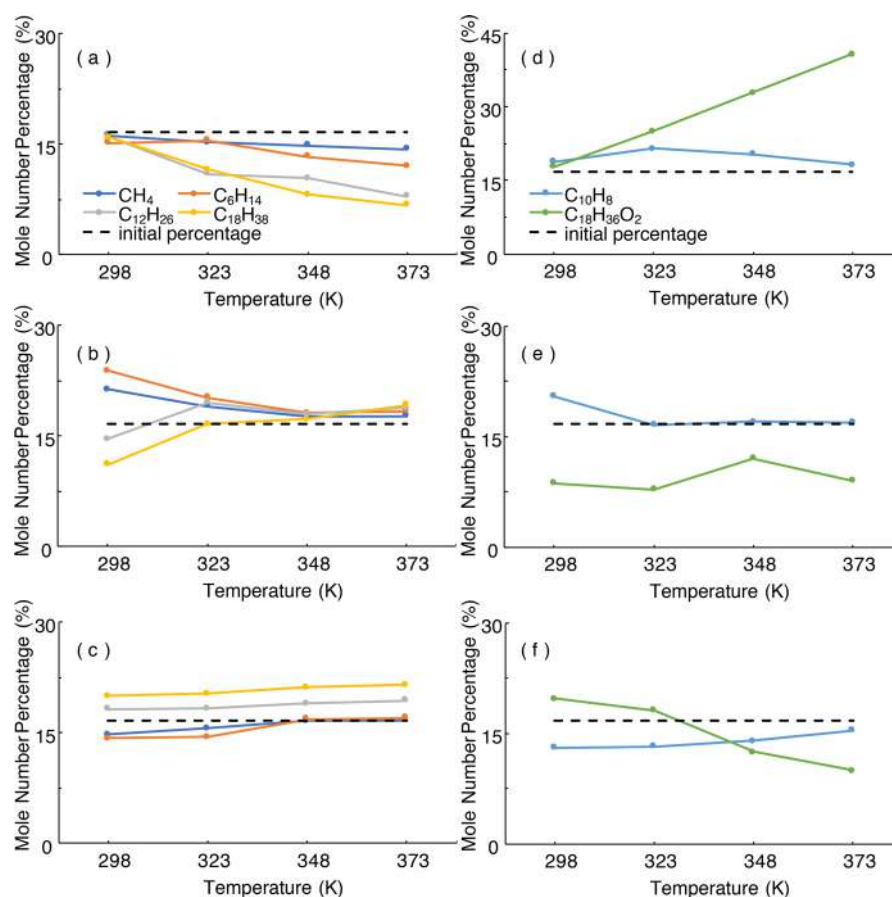 Mole Number Percentage (%)
30
15
0
( a )
CH4 C6H14
C12H26 C18H38
initial percentage
298 323 348 373
Temperature (K)
Mole Number Percentage (%)
45
30
15
0
( d )
C10H8
C18H36O2
initial percentage
298 323 348 373
Temperature (K)
Mole Number Percentage (%)
30
15
0
( b )
298 323 348 373
Temperature (K)
Mole Number Percentage (%)
30
15
0
( e )
298 323 348 373
Temperature (K)
Mole Number Percentage (%)
30
15
0
( c )
298 323 348 373
Temperature (K)
Mole Number Percentage (%)
30
15
0
( f )
298 323 348 373
Temperature (K)